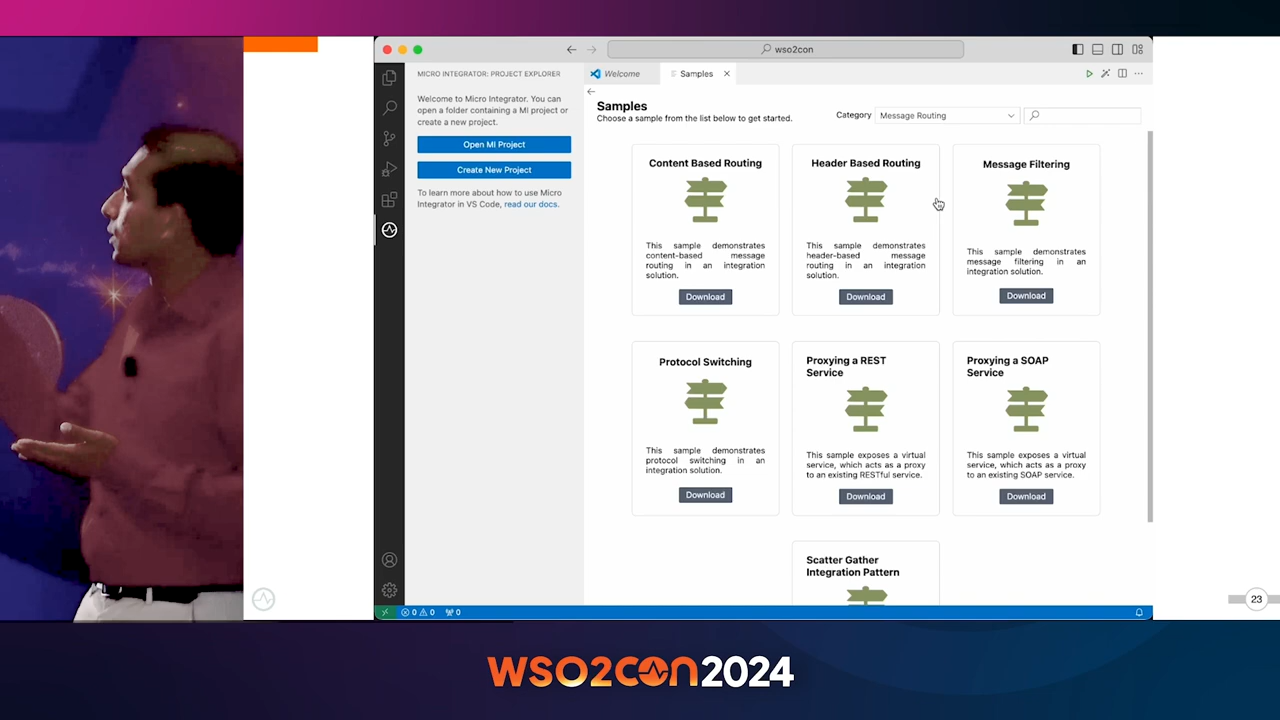 wso2con
MICRO INTEGRATOR: PROJECT EXPLORER
Welcome to Micro Integrator. You can
open a folder containing a MI project or
create a new project.
Open MI Project
Create New Project
To learn more about how to use Micro
Integrator in VS Code, read our docs.
Welcome
Samples
Samples
Choose a sample from the list below to get started.
Category
Message Routing
Content Based Routing
This sample demonstrates
content-based message
routing in an integration
solution.
Download
Header Based Routing
This sample demonstrates
header-based message
routing in an integration
solution.
Download
Message Filtering
This sample demonstrates
message filtering in an
integration solution.
Download
Protocol Switching
This sample demonstrates
protocol switching in an
integration solution.
Download
Proxying a REST
Service
This sample exposes a virtual
service, which acts as a proxy
to an existing RESTful service.
Download
Proxying a SOAP
Service
This sample exposes a virtual
service, which acts as a proxy
to an existing SOAP service.
Download
Scatter Gather
Integration Pattern
0 0 0
23
WSO2CON2024